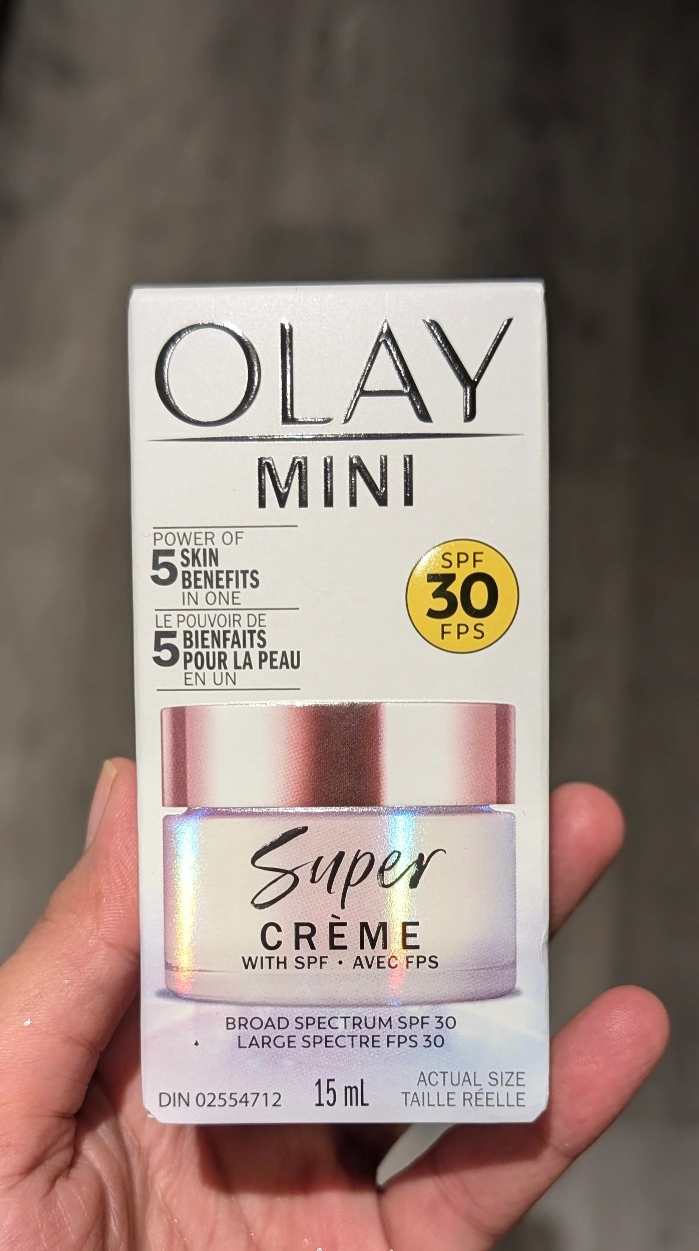 OLAY
MINI
POWER OF
5 SKIN
BENEFITS
IN ONE
LE POUVOIR DE
5 BIENFAITS
POUR LA PEAU
EN UN
SPF
30
FPS
Super
CRÈME
WITH SPF • AVEC FPS
BROAD SPECTRUM SPF 30
LARGE SPECTRE FPS 30
DIN 02554712
15 mL
ACTUAL SIZE
TAILLE RÉELLE